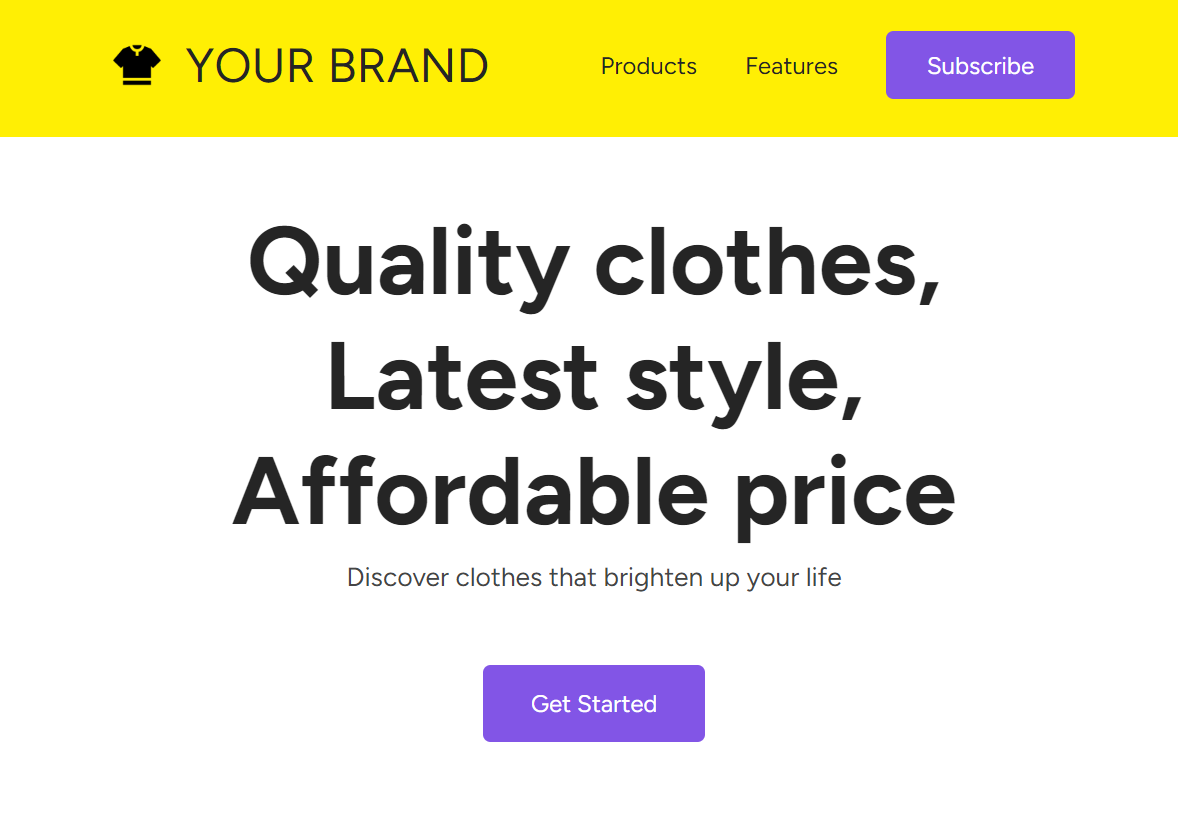 YOUR BRAND
Products
Features
Subscribe
Quality clothes,
Latest style,
Affordable price
Discover clothes that brighten up your life
Get Started